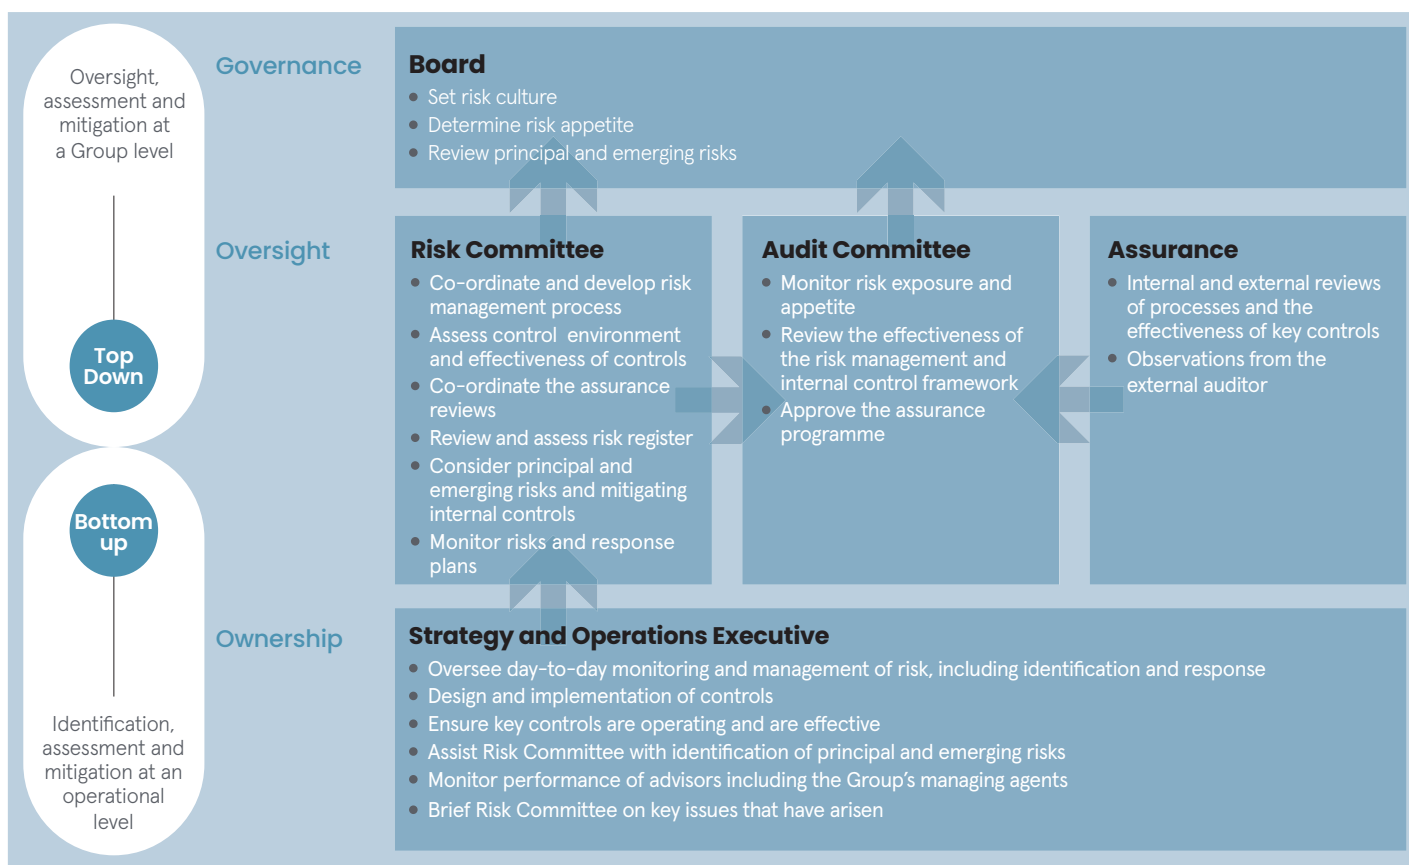 Oversight,
assessment and
mitigation at
a Group level
Top
Down
Bottom
up
Identification,
assessment and
mitigation at an
operational
level
Governance
Board
Set risk culture
Determine risk appetite
Review principal and emerging risks
Oversight
Risk Committee
Co-ordinate and develop risk
management process
Assess control environment
and effectiveness of controls
Co-ordinate the assurance
reviews
Review and assess risk register
Consider principal and
emerging risks and mitigating
internal controls
Monitor risks and response
plans
Audit Committee
Monitor risk exposure and
appetite
Review the effectiveness of
the risk management and
internal control framework
Approve the assurance
programme
Assurance
Internal and external reviews
of processes and the
effectiveness of key controls
Observations from the
external auditor
Ownership
Strategy and Operations Executive
Oversee day-to-day monitoring and management of risk, including identification and response
Design and implementation of controls
Ensure key controls are operating and are effective
Assist Risk Committee with identification of principal and emerging risks
Monitor performance of advisors including the Group's managing agents
Brief Risk Committee on key issues that have arisen